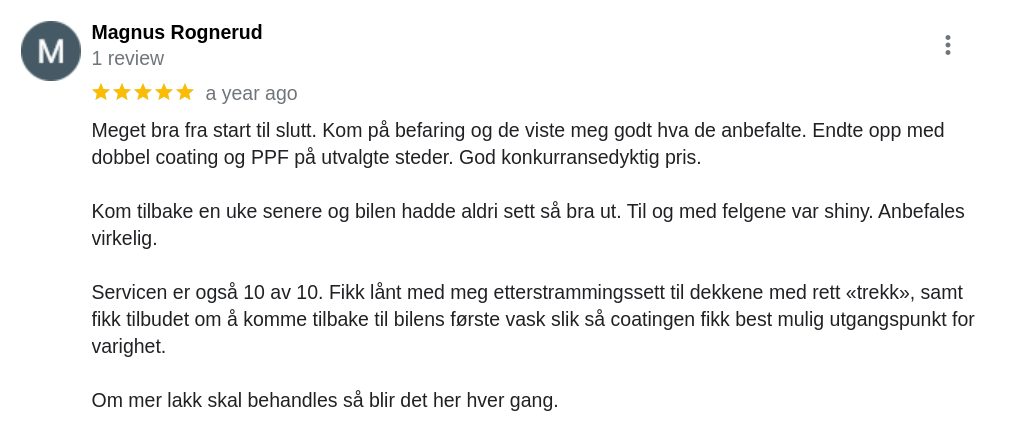 M
Magnus Rognerud
1 review
a year ago
Meget bra fra start til slutt. Kom på befaring og de viste meg godt hva de anbefalte. Endte opp med
dobbel coating og PPF på utvalgte steder. God konkurransedyktig pris.
Kom tilbake en uke senere og bilen hadde aldri sett så bra ut. Til og med felgene var shiny. Anbefales
virkelig.
Servicen er også 10 av 10. Fikk lånt med meg etterstrammingssett til dekkene med rett «trekk», samt
fikk tilbudet om å komme tilbake til bilens første vask slik så coatingen fikk best mulig utgangspunkt for
varighet.
Om mer lakk skal behandles så blir det her hver gang.